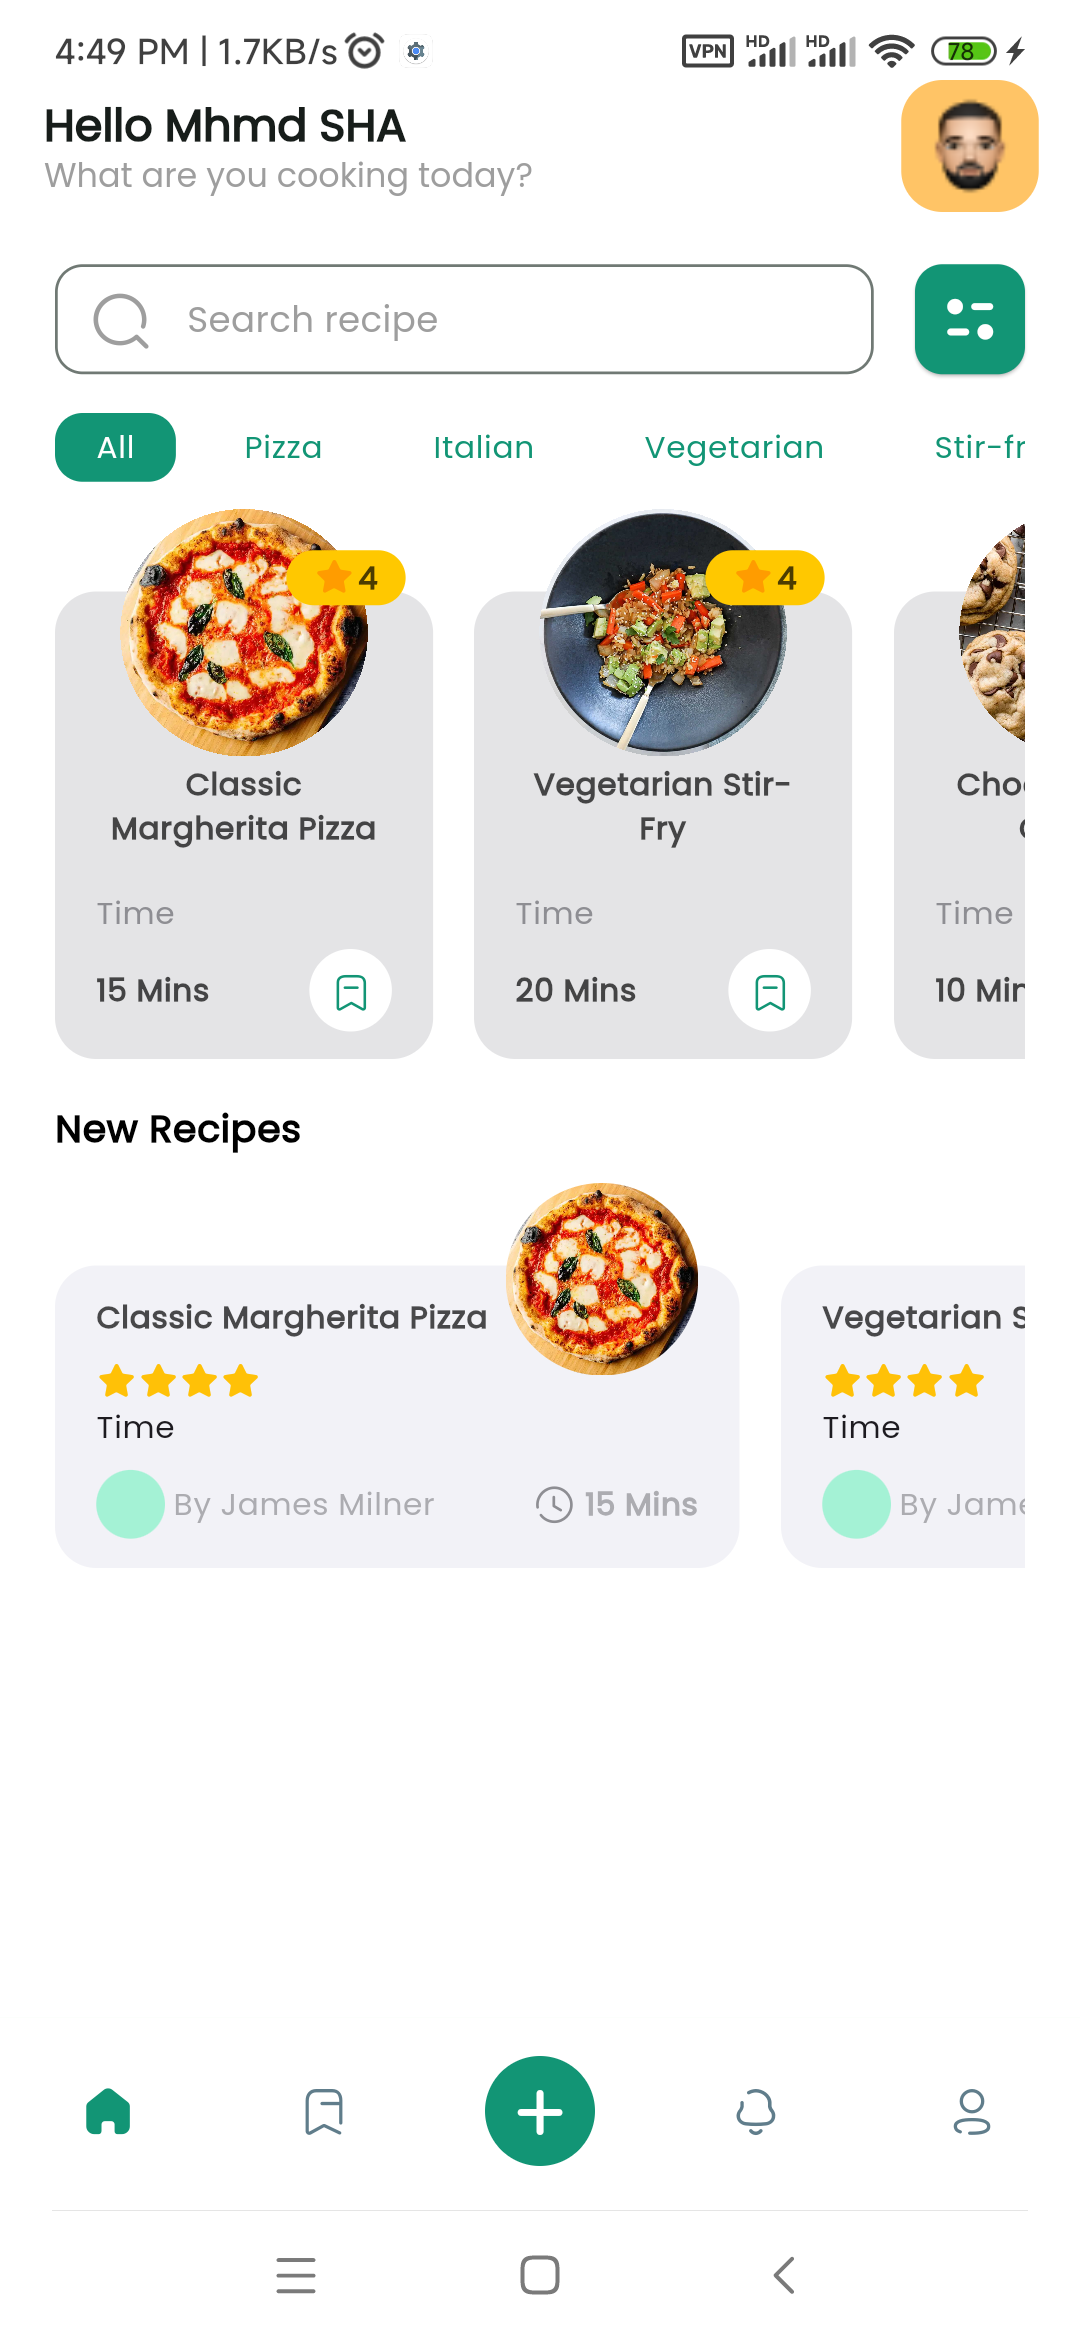 4:49 PM | 1.7KB/s
VPN HD HD 78
Hello Mhmd SHA
What are you cooking today?
Search recipe
All Pizza Italian Vegetarian Stir-fr
4 4
Classic
Margherita Pizza
Vegetarian Stir-
Fry
Time Time Time
15 Mins 20 Mins 10 Min
New Recipes
Classic Margherita Pizza
Time
By James Milner 15 Mins
Vegetarian S
Time
By Jame